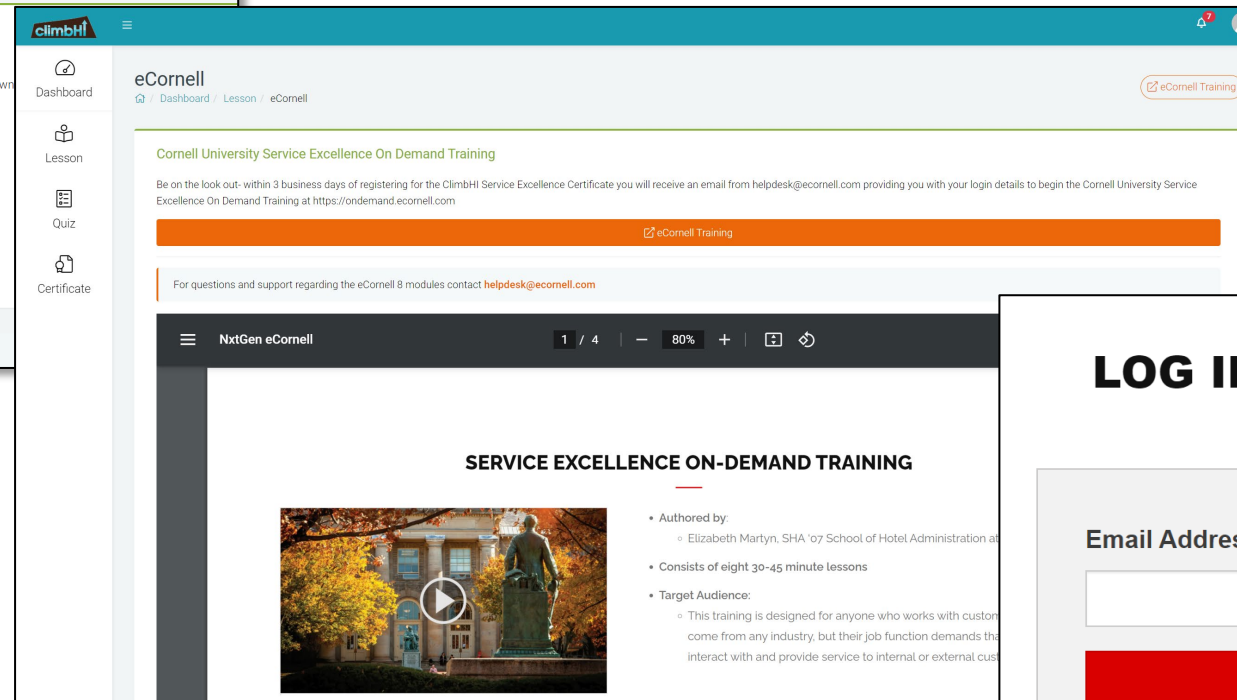 climbHI
7
Dashboard
Lesson
Quiz
Certificate
eCornell
/ Dashboard / Lesson / eCornell
eCornell Training
Cornell University Service Excellence On Demand Training
Be on the look out- within 3 business days of registering for the ClimbHI Service Excellence Certificate you will receive an email from helpdesk@ecornell.com providing you with your login details to begin the Cornell University Service
Excellence On Demand Training at https://ondemand.ecornell.com
eCornell Training
For questions and support regarding the eCornell 8 modules contact helpdesk@ecornell.com
NxtGen eCornell
1 / 4
80%
SERVICE EXCELLENCE ON-DEMAND TRAINING
• Authored by:
Elizabeth Martyn, SHA '07 School of Hotel Administration at
• Consists of eight 30-45 minute lessons
• Target Audience:
This training is designed for anyone who works with
come from any industry, but their job function demands
interact with and provide service to internal or external
LOG
Email